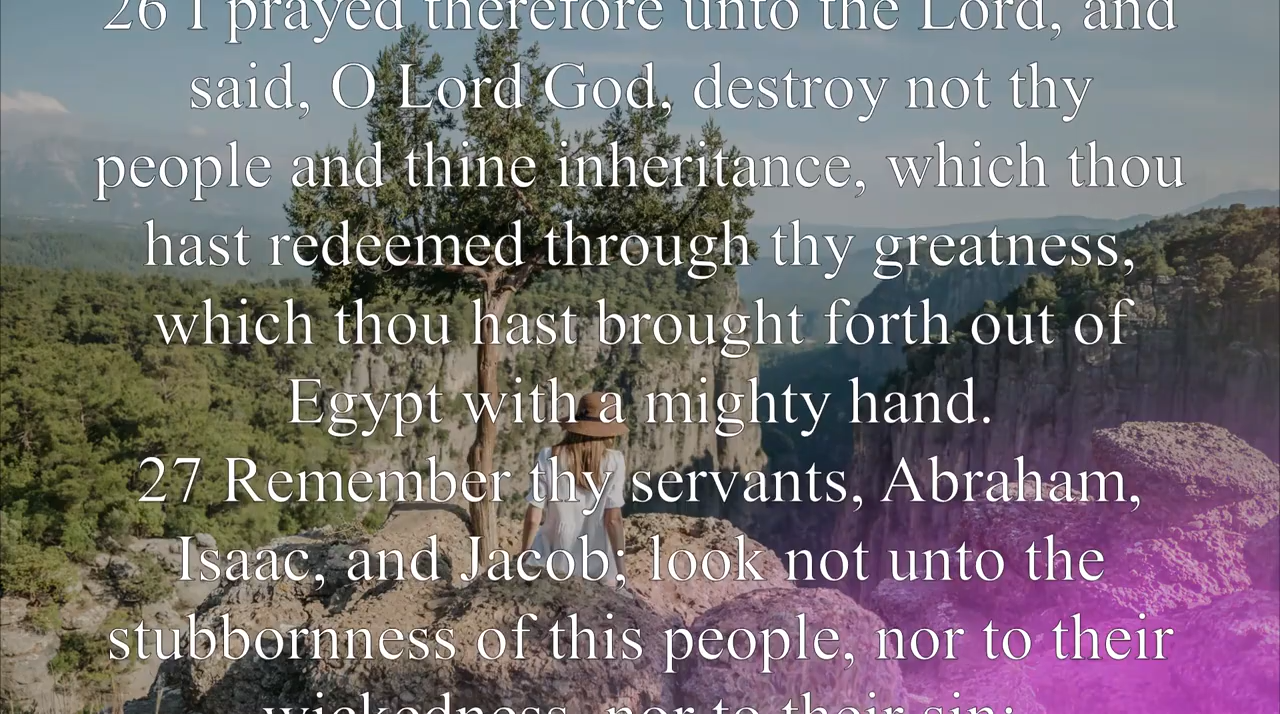 26 I prayed therefore unto the Lord, and
said, O Lord God, destroy not thy
people and thine inheritance, which thou
hast redeemed through thy greatness,
which thou hast brought forth out of
Egypt with a mighty hand.
27 Remember thy servants, Abraham,
Isaac, and Jacob; look not unto the
stubbornness of this people, nor to their
wickedness, nor to their sin: